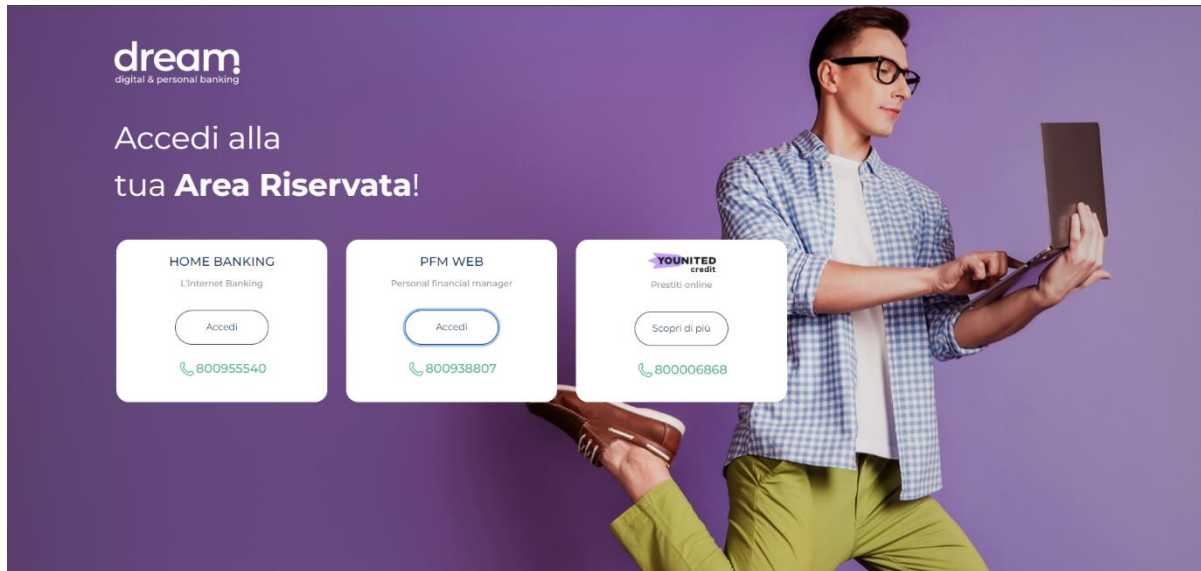 dream.
digital & personal banking
Accedi alla
tua Area Riservata!
HOME BANKING
L'internet Banking
Accedi
800955540
PFM WEB
Personal financial manager
Accedi
800938807
YOUNITED
credit
Prestiti online
Scopri di più
800006868